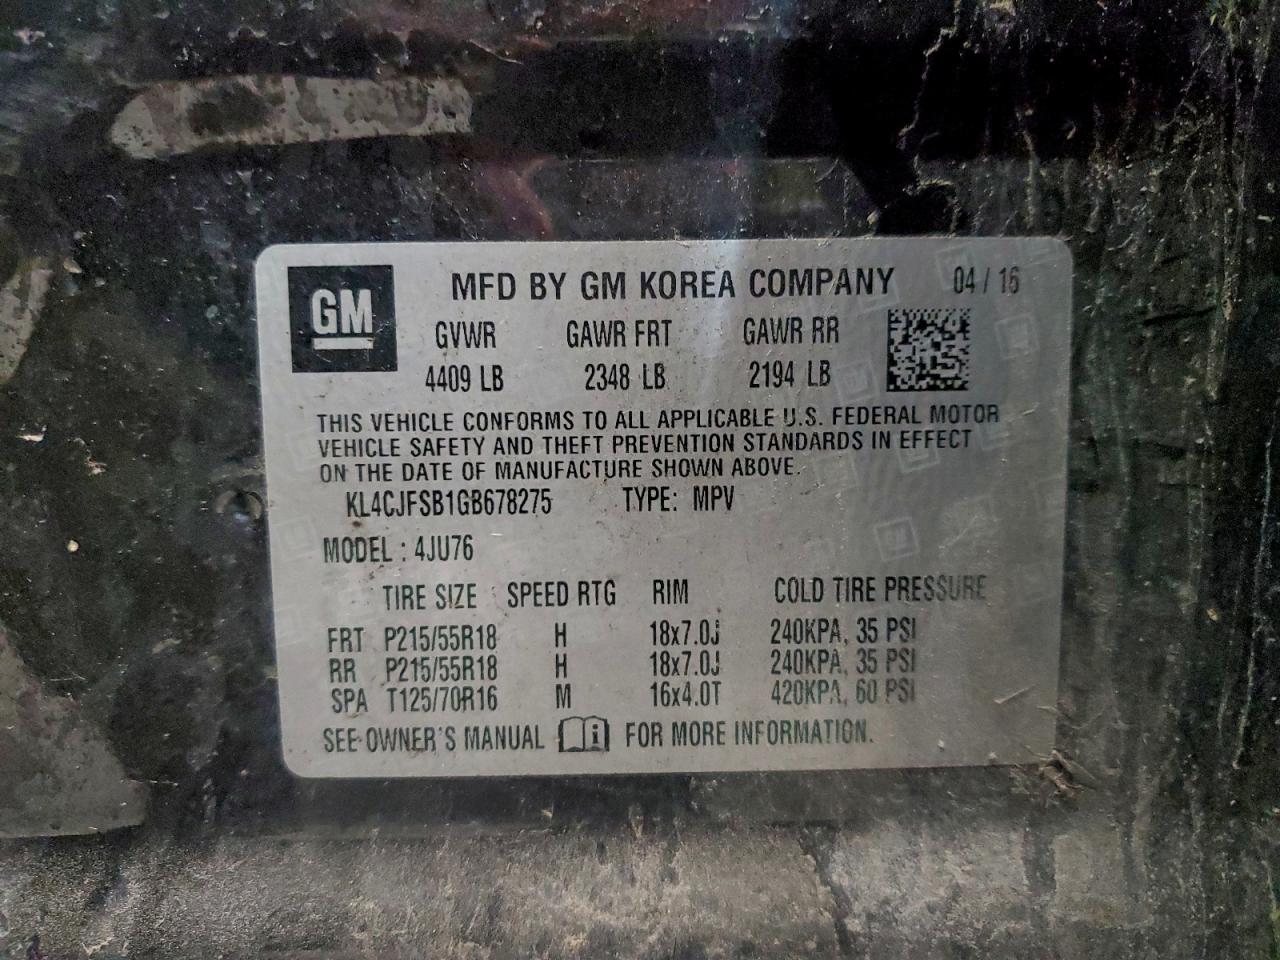 GM
MFD BY GM KOREA COMPANY 04 / 16
GVWR GAWR FRT GAWR RR
4409 LB 2348 LB 2194 LB
THIS VEHICLE CONFORMS TO ALL APPLICABLE U.S. FEDERAL MOTOR
VEHICLE SAFETY AND THEFT PREVENTION STANDARDS IN EFFECT
ON THE DATE OF MANUFACTURE SHOWN ABOVE.
KL4CJFSB1GB678275 TYPE: MPV
MODEL : 4JU76
TIRE SIZE SPEED RTG RIM COLD TIRE PRESSURE
FRT P215/55R18 H 18x7.0J 240KPA, 35 PSI
RR P215/55R18 H 18x7.0J 240KPA, 35 PSI
SPA T125/70R16 M 16x4.0T 420KPA, 60 PSI
SEE OWNER'S MANUAL i FOR MORE INFORMATION.